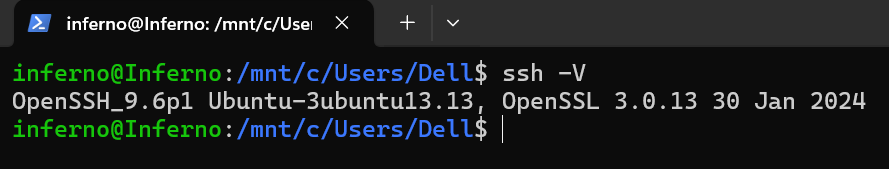 inferno@Inferno: /mnt/c/User
inferno@Inferno:/mnt/c/Users/Dell$ ssh -V
OpenSSH_9.6p1 Ubuntu-3ubuntu13.13, OpenSSL 3.0.13 30 Jan 2024
inferno@Inferno:/mnt/c/Users/Dell$